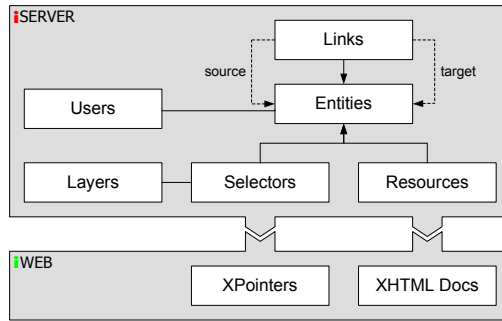 iSERVER
Links
source
target
Users
Entities
Layers
Selectors
Resources
iWEB
XPointers
XHTML Docs